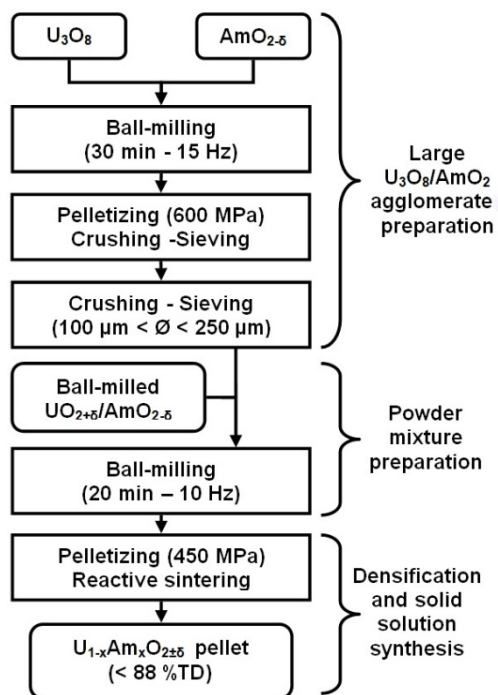 U₃O₈
AmO₂₋δ
Ball-milling
(30 min - 15 Hz)
Pelletizing (600 MPa)
Crushing -Sieving
Crushing - Sieving
(100 µm < Ø < 250 µm)
Large
U₃O₈/AmO₂
agglomerate
preparation
Ball-milled
UO₂₊δ/AmO₂₋δ
Ball-milling
(20 min – 10 Hz)
Powder
mixture
preparation
Pelletizing (450 MPa)
Reactive sintering
U₁₋ₓAmₓO₂±δ pellet
(< 88 %TD)
Densification
and solid
solution
synthesis